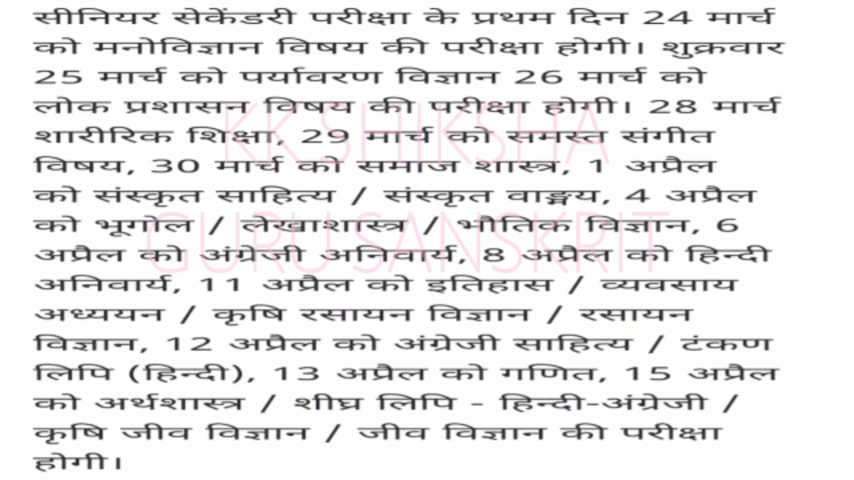 सीनियर सेकेंडरी परीक्षा के प्रथम दिन 24 मार्च
को मनोविज्ञान विषय की परीक्षा होगी। शुक्रवार
25 मार्च को पर्यावरण विज्ञान 26 मार्च को
लोक प्रशासन विषय की परीक्षा होगी। 28 मार्च
शारीरिक शिक्षा, 29 मार्च को समस्त संगीत
विषय, 30 मार्च को समाज शास्त्र, 1 अप्रैल
को संस्कृत साहित्य / संस्कृत वाङ्मय, 4 अप्रैल
को भूगोल / लेखाशास्त्र / भौतिक विज्ञान, 6
अप्रैल को अंग्रेजी अनिवार्य, 8 अप्रैल को हिन्दी
अनिवार्य, 11 अप्रैल को इतिहास / व्यवसाय
अध्ययन / कृषि रसायन विज्ञान / रसायन
विज्ञान, 12 अप्रैल को अंग्रेजी साहित्य / टंकण
लिपि (हिन्दी), 13 अप्रैल को गणित, 15 अप्रैल
को अर्थशास्त्र / शीघ्र लिपि - हिन्दी-अंग्रेजी /
कृषि जीव विज्ञान / जीव विज्ञान की परीक्षा
होगी।
KK SHIKSHA
GURU SANSKRIT